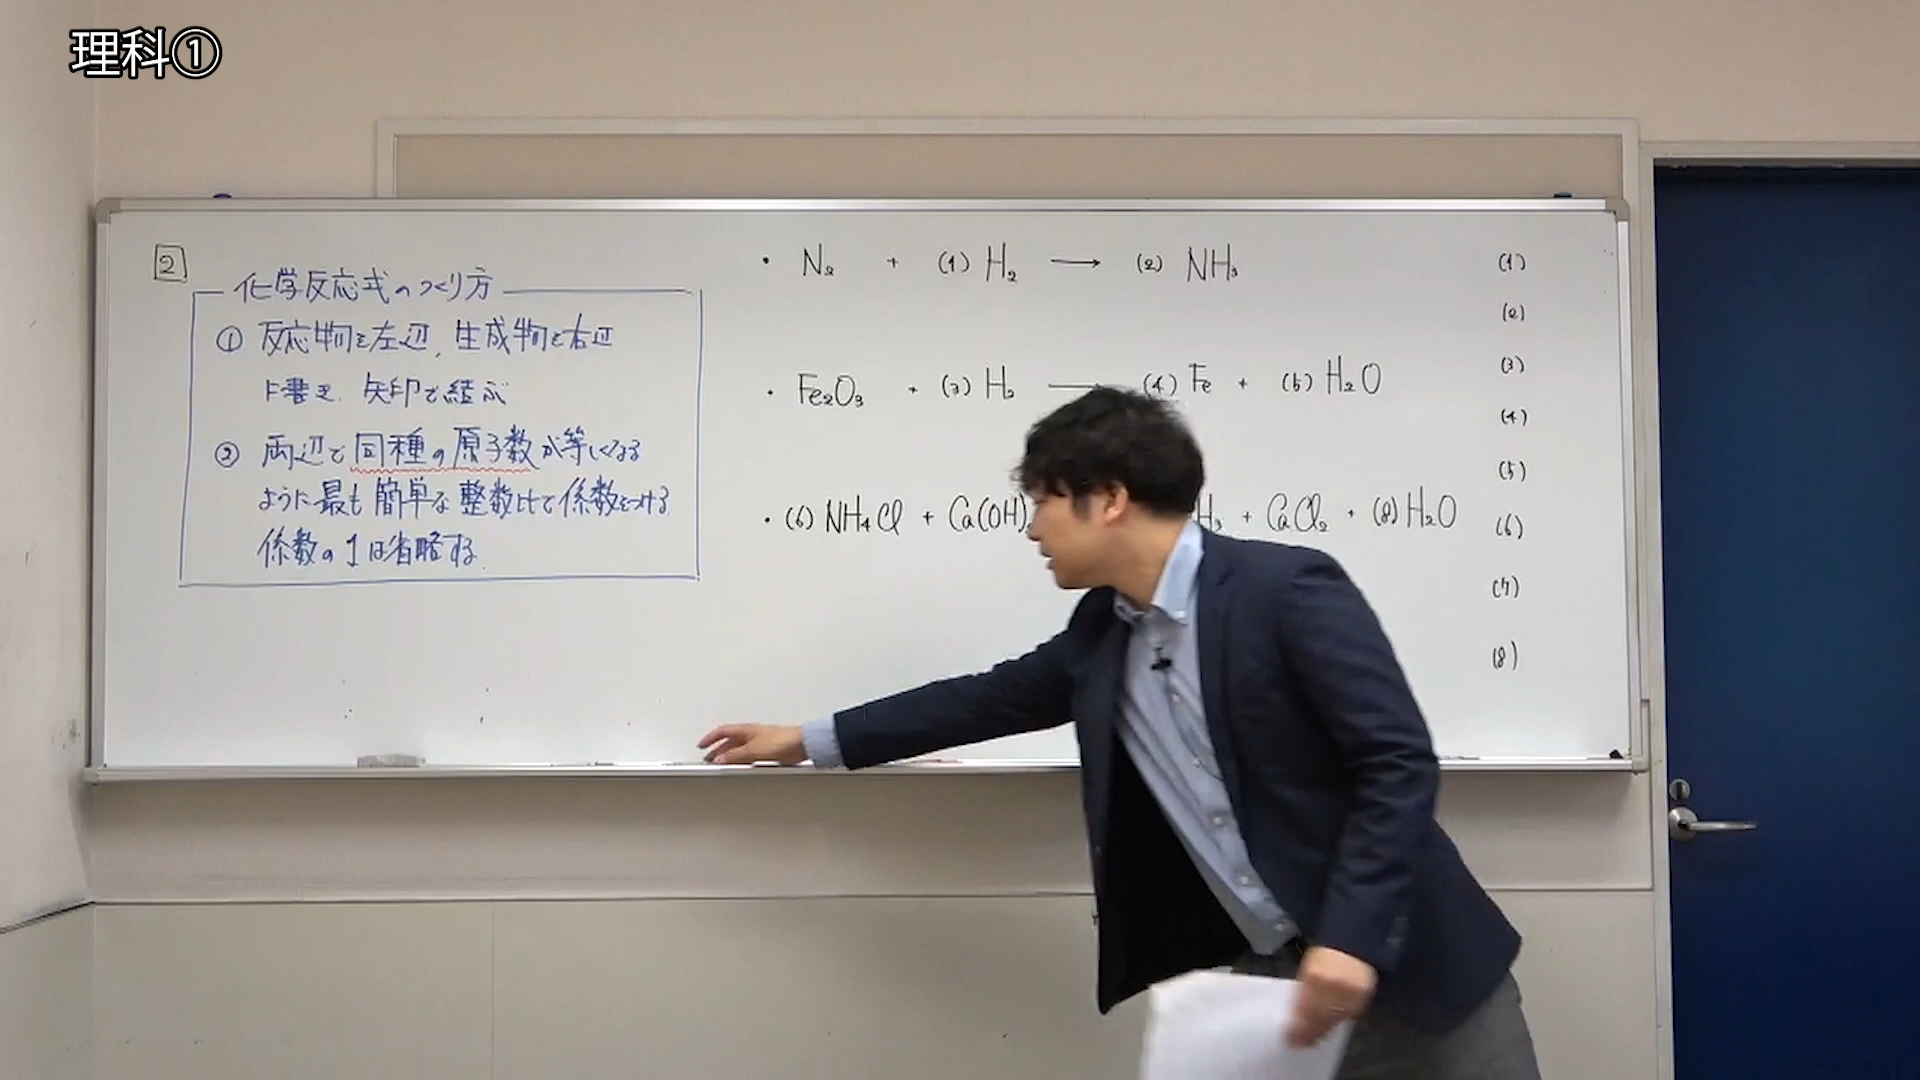 理科①
2
化学反応式のつくり方
① 反応物を左辺、生成物を右辺
に書き、矢印で結ぶ
② 両辺で同種の原子数が等しくなる
ように最も簡単な整数比で係数をつける
係数の1は省略する.
・ N₂ + (1) H₂ ⟶ (2) NH₃
・ Fe₂O₃ + (3) H₂ ⟶ (4) Fe + (5) H₂O
・ (6) NH₄Cl + Ca(OH) H₃ + CaCl₂ + (8) H₂O
(1)
(2)
(3)
(4)
(5)
(6)
(7)
(8)